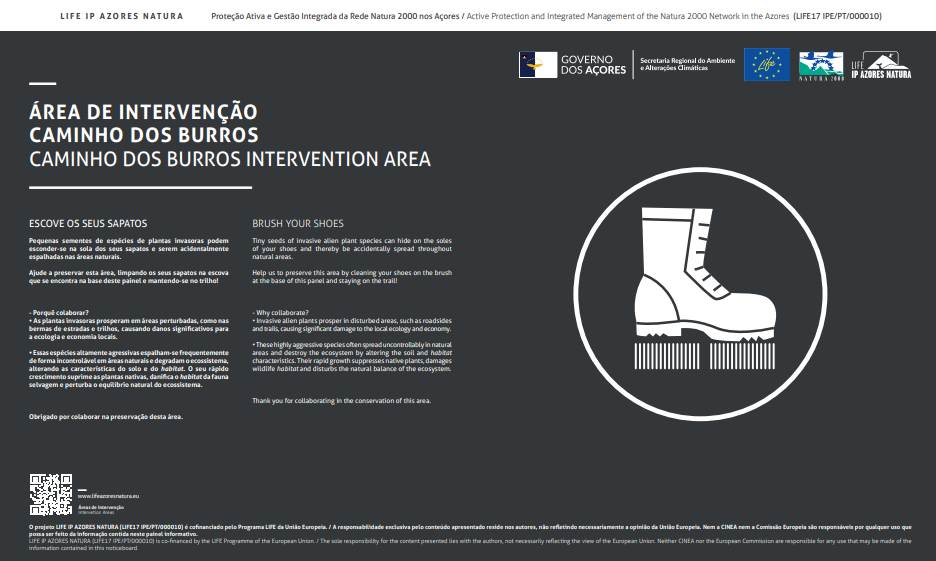 LIFE IP AZORES NATURA
Proteção Ativa e Gestão Integrada da Rede Natura 2000 nos Açores / Active Protection and Integrated Management of the Natura 2000 Network in the Azores (LIFE17 IPE/PT/000010)
GOVERNO
DOS AÇORES
Secretaria Regional do Ambiente
e Alterações Climáticas
Life
NATURA 2000
LIFE
IP AZORES NATURA
ÁREA DE INTERVENÇÃO
CAMINHO DOS BURROS
CAMINHO DOS BURROS INTERVENTION AREA
ESCOVE OS SEUS SAPATOS
Pequenas sementes de espécies de plantas invasoras podem
esconder-se na sola dos seus sapatos e serem acidentalmente
espalhadas nas áreas naturais.
Ajude a preservar esta área, limpando os seus sapatos na escova
que se encontra na base deste painel e mantendo-se no trilho!
- Porquê colaborar?
• As plantas invasoras prosperam em áreas perturbadas, como nas
bermas de estradas e trilhos, causando danos significativos para
a ecologia e economia locais.
• Essas espécies altamente agressivas espalham-se frequentemente
de forma incontrolável em áreas naturais e degradam o ecossistema,
alterando as características do solo e do habitat. O seu rápido
crescimento suprime as plantas nativas, danifica o habitat da fauna
selvagem e perturba o equilíbrio natural do ecossistema.
Obrigado por colaborar na preservação desta área.
BRUSH YOUR SHOES
Tiny seeds of invasive alien plant species can hide on the soles
of your shoes and thereby be accidentally spread throughout
natural areas.
Help us to preserve this area by cleaning your shoes on the brush
at the base of this panel and staying on the trail!
- Why collaborate?
• Invasive alien plants prosper in disturbed areas, such as roadsides
and trails, causing significant damage to the local ecology and economy.
• These highly aggressive species often spread uncontrollably in natural
areas and destroy the ecosystem by altering the soil and habitat
characteristics. Their rapid growth suppresses native plants, damages
wildlife habitat and disturbs the natural balance of the ecosystem.
Thank you for collaborating in the conservation of this area.
www.lifeazoresnatura.eu
Áreas de Intervenção
Intervention Areas
O projeto LIFE IP AZORES NATURA (LIFE17 IPE/PT/000010) é cofinanciado pelo Programa LIFE da União Europeia. / A responsabilidade exclusiva pelo conteúdo apresentado reside nos autores, não refletindo necessariamente a opinião da União Europeia. Nem a CINEA nem a Comissão Europeia são responsáveis por qualquer uso que
possa ser feito da informação contida neste painel informativo.
LIFE IP AZORES NATURA (LIFE17 IPE/PT/000010) is co-financed by the LIFE Programme of the European Union. / The sole responsibility for the content presented lies with the authors, not necessarily reflecting the view of the European Union. Neither CINEA nor the European Commission are responsible for any use that may be made of the
information contained in this noticeboard.